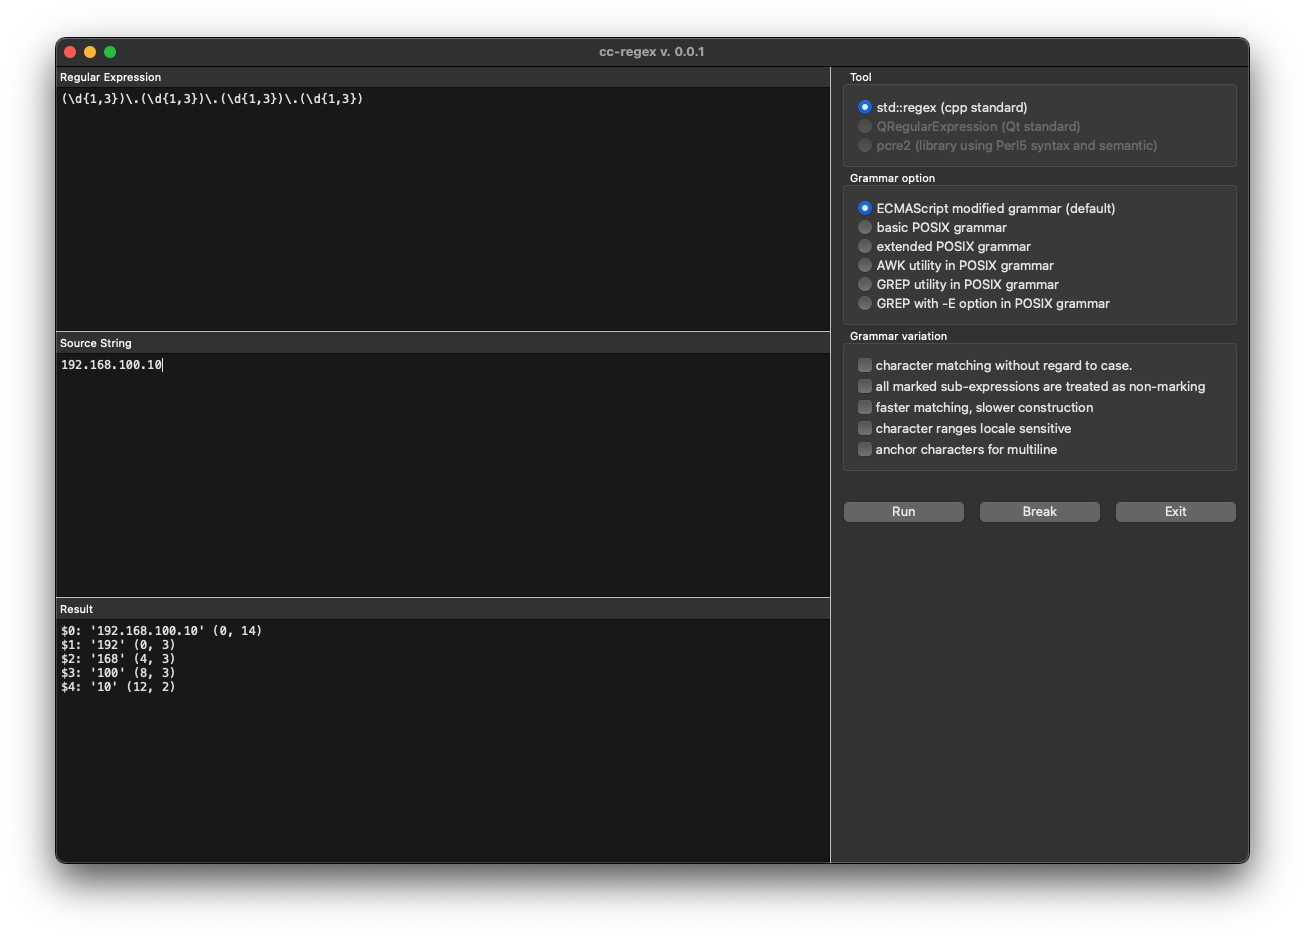 cc-regex v. 0.0.1
Regular Expression
(\d{1,3})\.(\d{1,3})\.(\d{1,3})\.(\d{1,3})
Source String
192.168.100.10
Result
$0: '192.168.100.10' (0, 14)
$1: '192' (0, 3)
$2: '168' (4, 3)
$3: '100' (8, 3)
$4: '10' (12, 2)
Tool
std::regex (cpp standard)
QRegularExpression (Qt standard)
pcre2 (library using Perl5 syntax and semantic)
Grammar option
ECMAScript modified grammar (default)
basic POSIX grammar
extended POSIX grammar
AWK utility in POSIX grammar
GREP utility in POSIX grammar
GREP with -E option in POSIX grammar
Grammar variation
character matching without regard to case.
all marked sub-expressions are treated as non-marking
faster matching, slower construction
character ranges locale sensitive
anchor characters for multiline
Run Break Exit